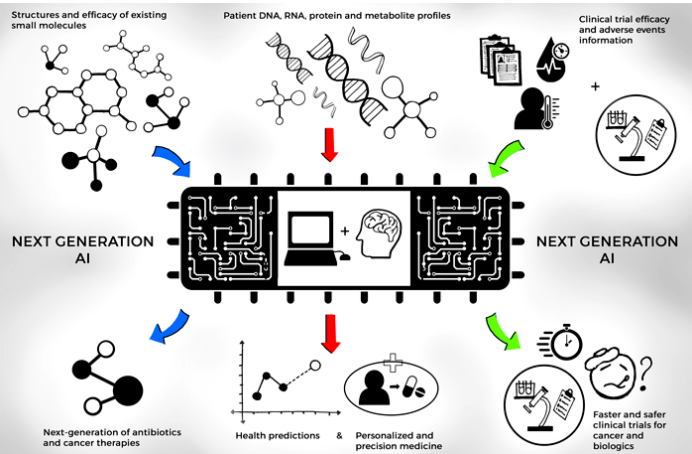 Structures and efficacy of existing
small molecules
Patient DNA, RNA, protein and metabolite profiles
Clinical trial efficacy
and adverse events
information
+
NEXT GENERATION
AI
+
NEXT GENERATION
AI
?
Next-generation of antibiotics
and cancer therapies
Health predictions & Personalized and
precision medicine
Faster and safer
clinical trials for
cancer and
biologics